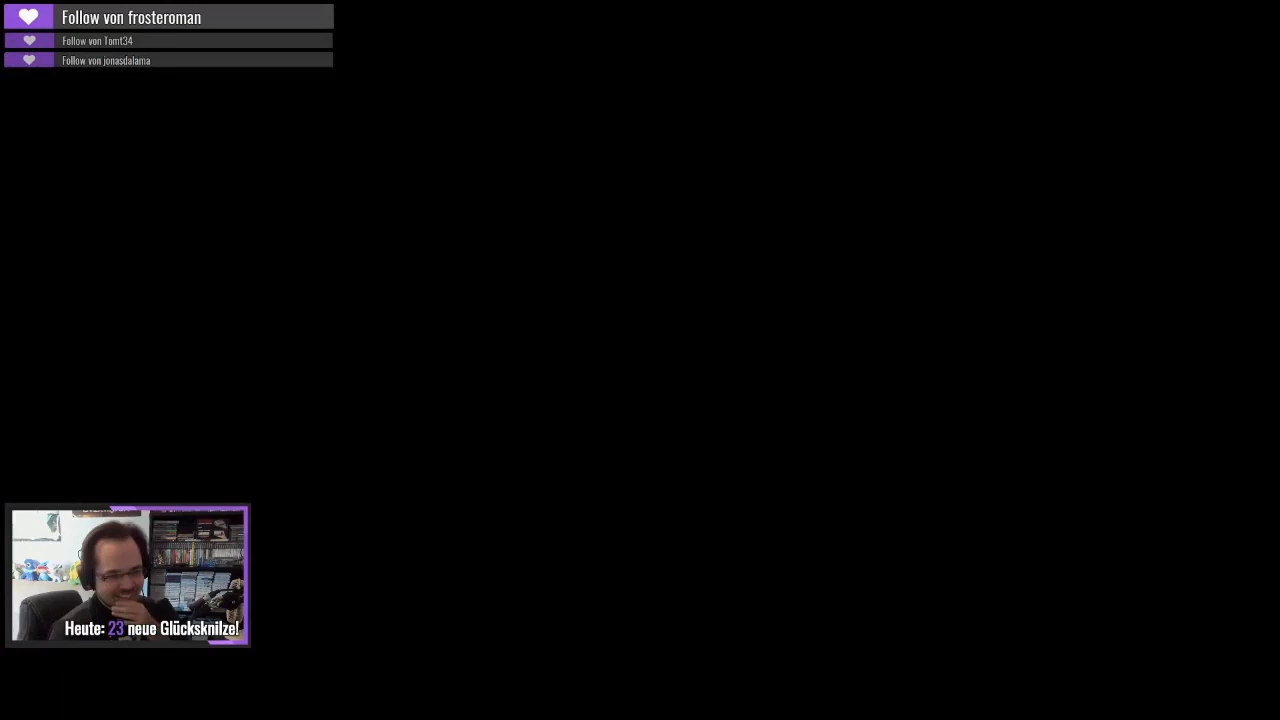 Follow von frosteroman
Follow von Tomt34
Follow von jonasdalama
Heute: 23 neue Glücksknilze!